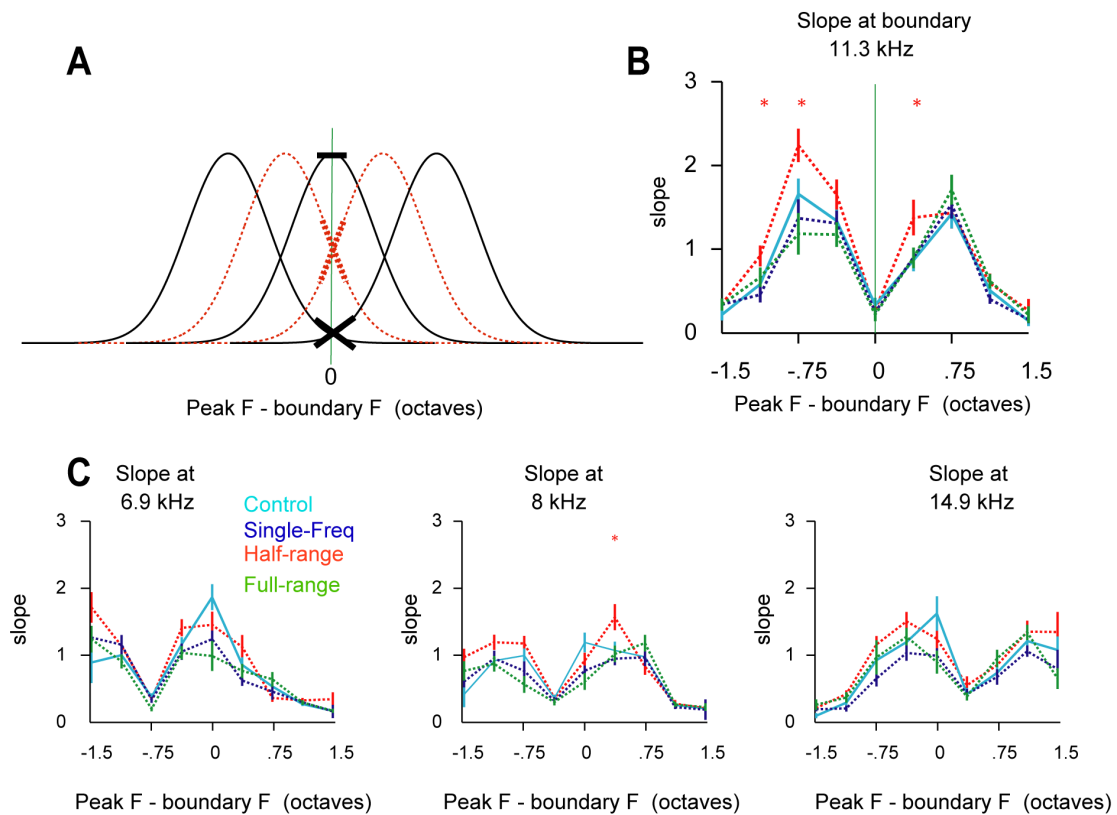 A
0
Peak F - boundary F (octaves)
B
Slope at boundary
11.3 kHz
*
*
*
3
2
1
0
slope
-1.5
-.75
0
.75
1.5
Peak F - boundary F (octaves)
C
Slope at
6.9 kHz
Control
Single-Freq
Half-range
Full-range
3
2
1
0
slope
-1.5
-.75
0
.75
1.5
Peak F - boundary F (octaves)
Slope at
8 kHz
*
3
2
1
0
slope
-1.5
-.75
0
.75
1.5
Peak F - boundary F (octaves)
Slope at
14.9 kHz
3
2
1
0
slope
-1.5
-.75
0
.75
1.5
Peak F - boundary F (octaves)